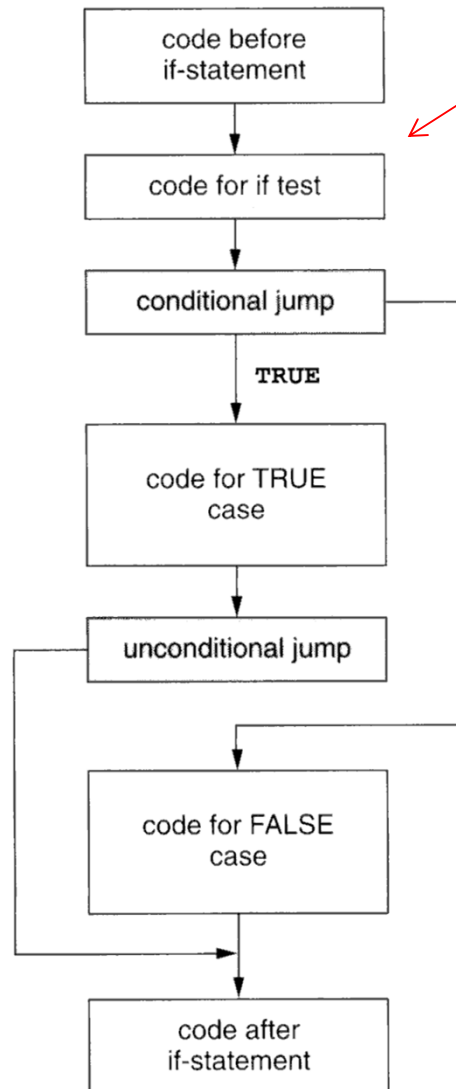 code before
if-statement
code for if test
conditional jump
TRUE
code for TRUE
case
unconditional jump
code for FALSE
case
code after
if-statement